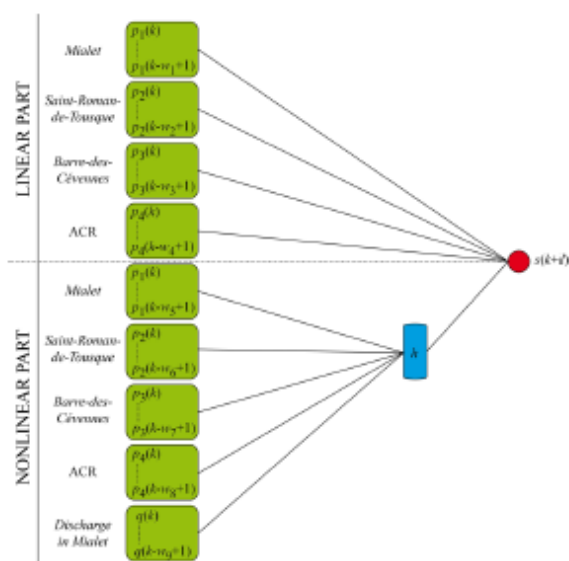 LINEAR PART
Mialet
p₁(k)
p₁(k-w₁+1)
Saint-Roman-
de-Tousque
p₂(k)
p₂(k-w₂+1)
Barre-des-
Cévennes
p₃(k)
p₃(k-w₃+1)
ACR
p₄(k)
p₄(k-w₄+1)
s(k+d)
NONLINEAR PART
Mialet
p₁(k)
p₁(k-w₅+1)
Saint-Roman-
de-Tousque
p₂(k)
p₂(k-w₆+1)
h
Barre-des-
Cévennes
p₃(k)
p₃(k-w₇+1)
ACR
p₄(k)
p₄(k-w₈+1)
Discharge
in Mialet
q(k)
q(k-w₉+1)